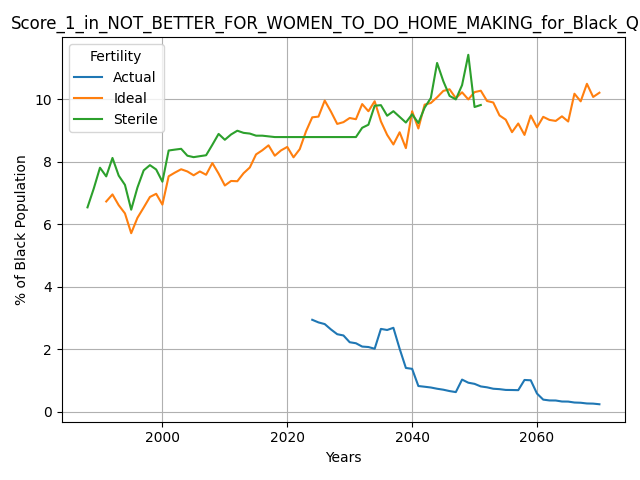 Score_1_in_NOT_BETTER_FOR_WOMEN_TO_DO_HOME_MAKING_for_Black_Q
Fertility
Actual
Ideal
Sterile
% of Black Population
10
8
6
4
2
0
2000 2020 2040 2060
Years